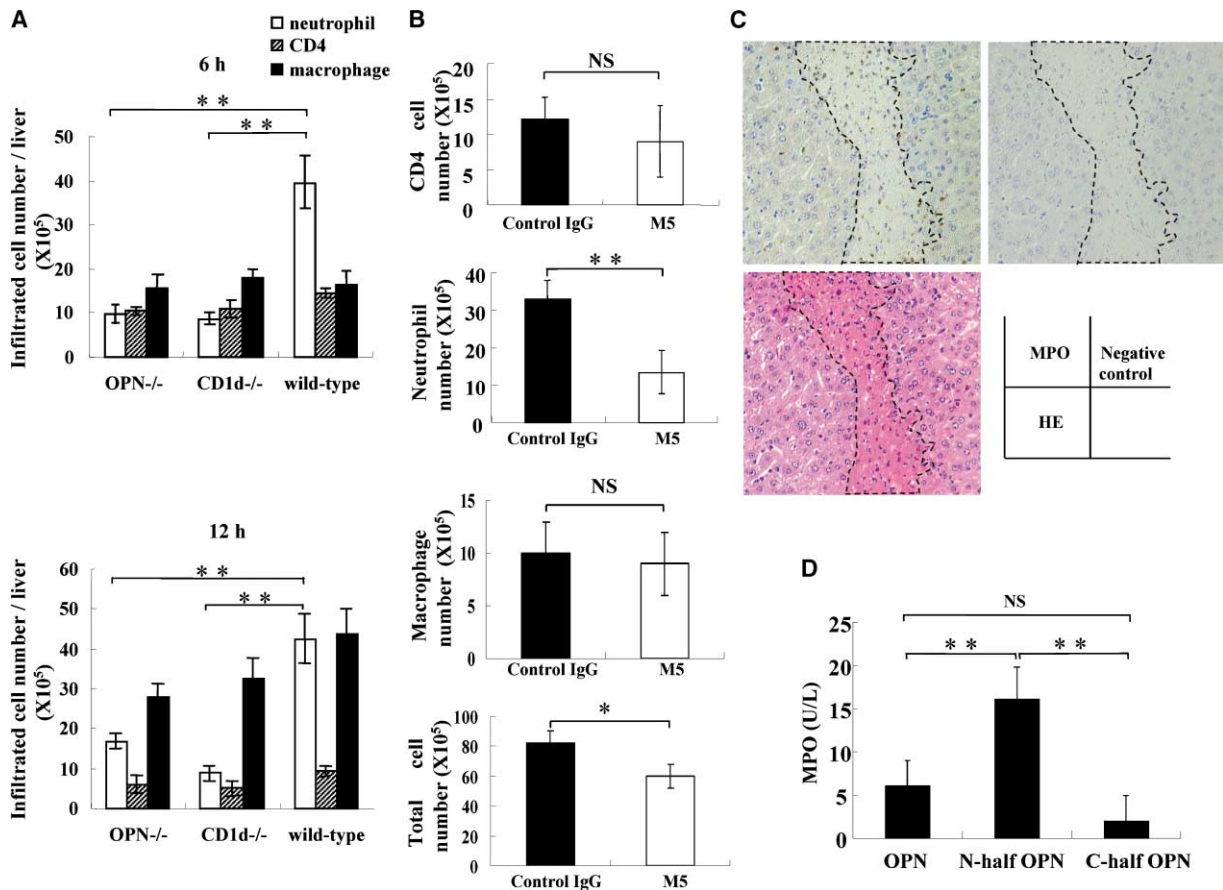 A
neutrophil
CD4
macrophage
6 h
* *
* *
Infiltrated cell number / liver
(X10⁵)
50
40
30
20
10
0
OPN-/-
CD1d-/-
wild-type
12 h
* *
* *
Infiltrated cell number / liver
(X10⁵)
60
50
40
30
20
10
0
OPN-/-
CD1d-/-
wild-type
B
NS
CD4 cell
number (X10⁵)
20
15
10
5
0
Control IgG
M5
* *
Neutrophil
number (X10⁵)
40
30
20
10
0
Control IgG
M5
NS
Macrophage
number (X10⁵)
15
10
5
0
Control IgG
M5
*
Total cell
number (X10⁵)
100
80
60
40
20
0
Control IgG
M5
C
MPO
Negative
control
HE
D
NS
* *
* *
MPO (U/L)
25
20
15
10
5
0
OPN
N-half OPN
C-half OPN